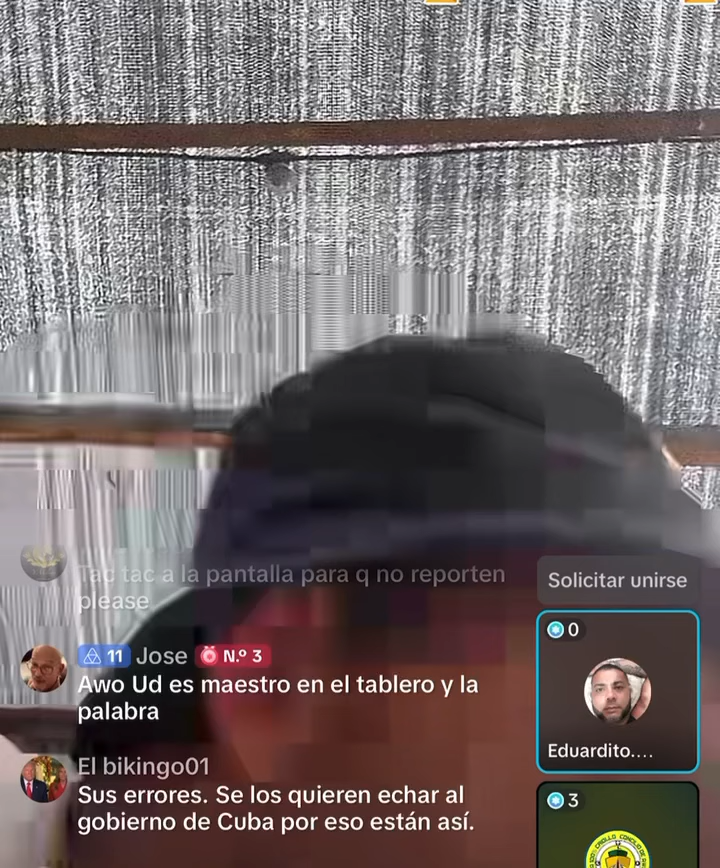 Tac tac a la pantalla para q no reporten
please
Solicitar unirse
0
11 Jose N.º 3
Awo Ud es maestro en el tablero y la
palabra
Eduardito....
El bikingo01
Sus errores. Se los quieren echar al
gobierno de Cuba por eso están así.
3